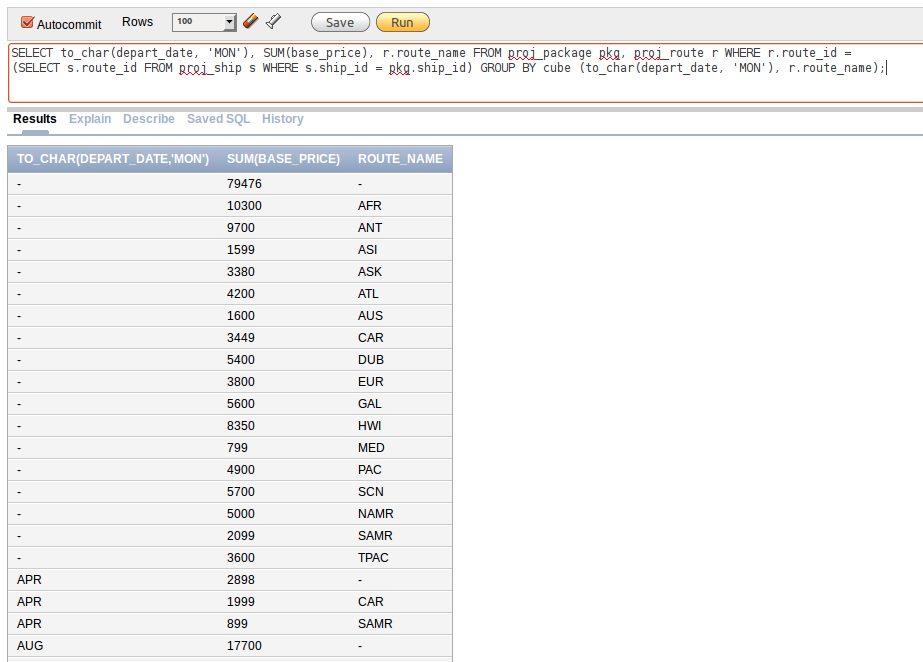 Autocommit Rows 100 Save Run
SELECT to_char(depart_date, 'MON'), SUM(base_price), r.route_name FROM proj_package pkg, proj_route r WHERE r.route_id =
(SELECT s.route_id FROM proj_ship s WHERE s.ship_id = pkg.ship_id) GROUP BY cube (to_char(depart_date, 'MON'), r.route_name);
Results Explain Describe Saved SQL History
TO_CHAR(DEPART_DATE,'MON') SUM(BASE_PRICE) ROUTE_NAME
- 79476 -
- 10300 AFR
- 9700 ANT
- 1599 ASI
- 3380 ASK
- 4200 ATL
- 1600 AUS
- 3449 CAR
- 5400 DUB
- 3800 EUR
- 5600 GAL
- 8350 HWI
- 799 MED
- 4900 PAC
- 5700 SCN
- 5000 NAMR
- 2099 SAMR
- 3600 TPAC
APR 2898 -
APR 1999 CAR
APR 899 SAMR
AUG 17700 -